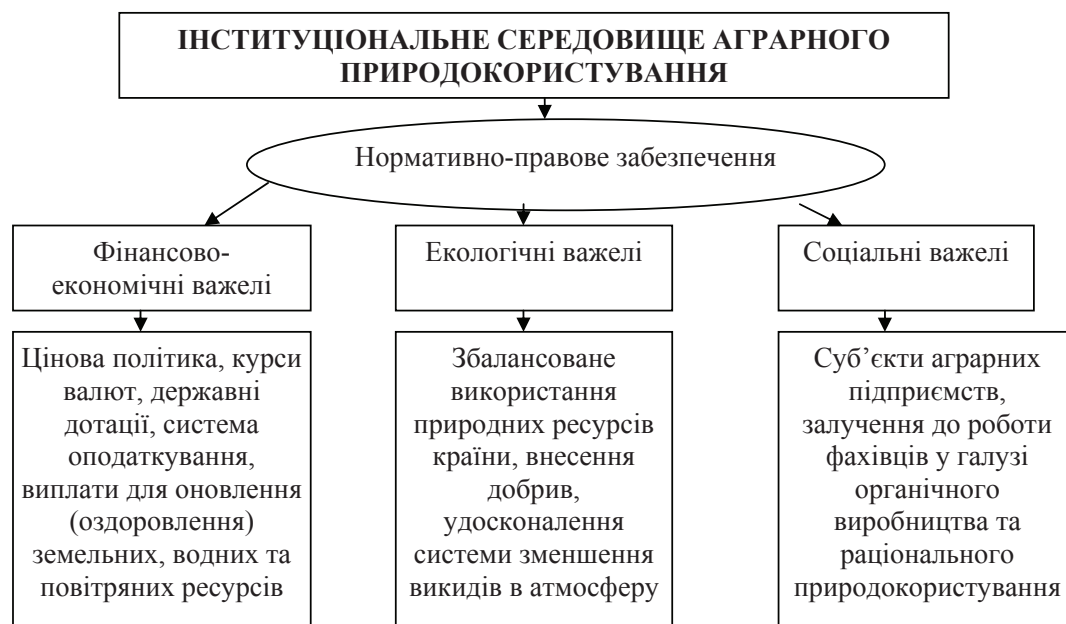 ІНСТИТУЦІОНАЛЬНЕ СЕРЕДОВИЩЕ АГРАРНОГО
ПРИРОДОКОРИСТУВАННЯ
Нормативно-правове забезпечення
Фінансово-
економічні важелі
Екологічні важелі
Соціальні важелі
Цінова політика, курси
валют, державні
дотації, система
оподаткування,
виплати для оновлення
(оздоровлення)
земельних, водних та
повітряних ресурсів
Збалансоване
використання
природних ресурсів
країни, внесення
добрив,
удосконалення
системи зменшення
викидів в атмосферу
Суб’єкти аграрних
підприємств,
залучення до роботи
фахівців у галузі
органічного
виробництва та
раціонального
природокористування